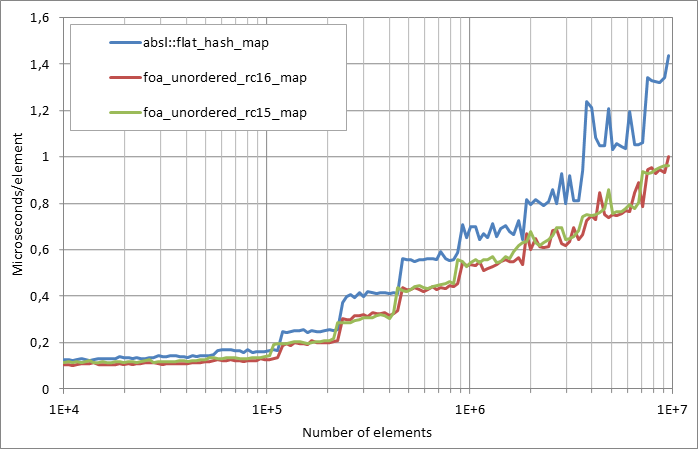 1,6
1,4
1,2
1
0,8
0,6
0,4
0,2
0
Microseconds/element
absl::flat_hash_map
foa_unordered_rc16_map
foa_unordered_rc15_map
1E+4 1E+5 1E+6 1E+7
Number of elements